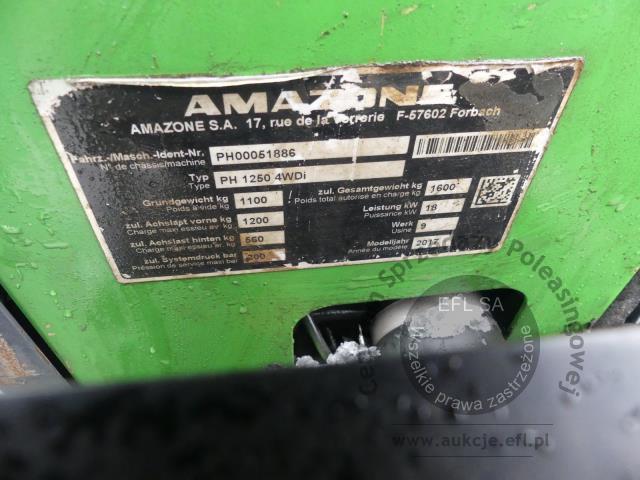 AMAZONE
AMAZONE S.A. 17, rue de la Verrerie F-57602 Forbach
Fahrz.-/Masch.-Ident-Nr. PH00051886
N° de châssis/machine
Typ PH 1250 4WDi
Type
Grundgewicht kg 1100 zul. Gesamtgewicht kg 1600
Poids à vide kg Poids total autorisé en charge kg
zul. Achslast vorne kg 1200 Leistung kW 18
Charge maxi essieu av. kg Puissance kW
zul. Achslast hinten kg 560 Werk 9
Charge maxi essieu ar. kg Usine
zul. Systemdruck bar 200 Modelljahr 2017
Pression de service maxi bar Année du modèle
Centrum Sprzedaży Poleasingowej
EFL SA
Wszelkie prawa zastrzeżone
www.aukcje.efl.pl